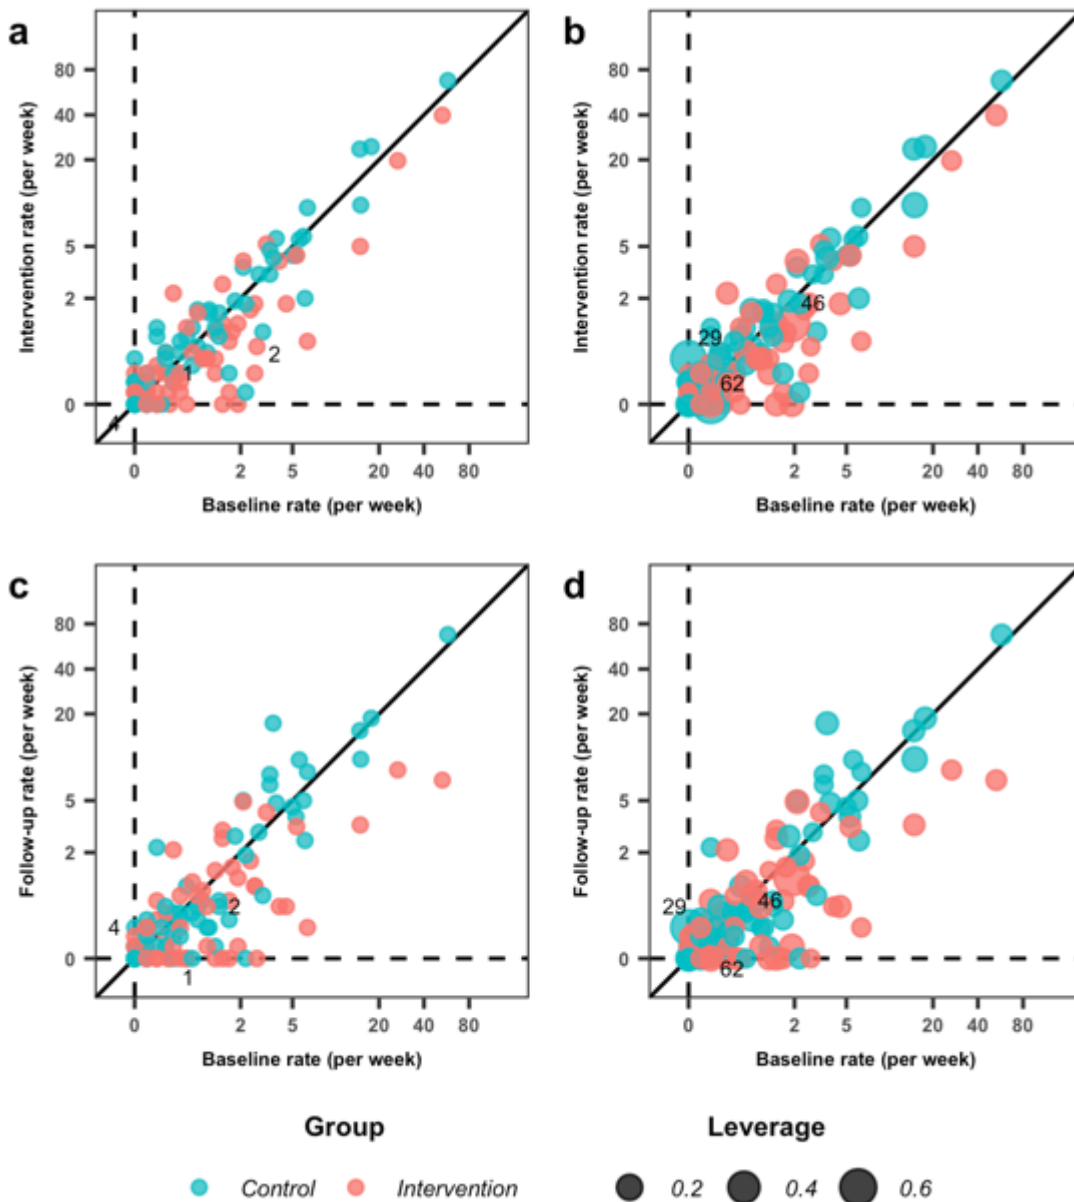 a
Intervention rate (per week)
80
40
20
5
2
0
1
2
4
0 2 5 20 40 80
Baseline rate (per week)
b
Intervention rate (per week)
80
40
20
5
2
0
46
29
62
0 2 5 20 40 80
Baseline rate (per week)
c
Follow-up rate (per week)
80
40
20
5
2
0
4
2
1
0 2 5 20 40 80
Baseline rate (per week)
d
Follow-up rate (per week)
80
40
20
5
2
0
29
46
62
0 2 5 20 40 80
Baseline rate (per week)
Group
Control Intervention
Leverage
0.2 0.4 0.6